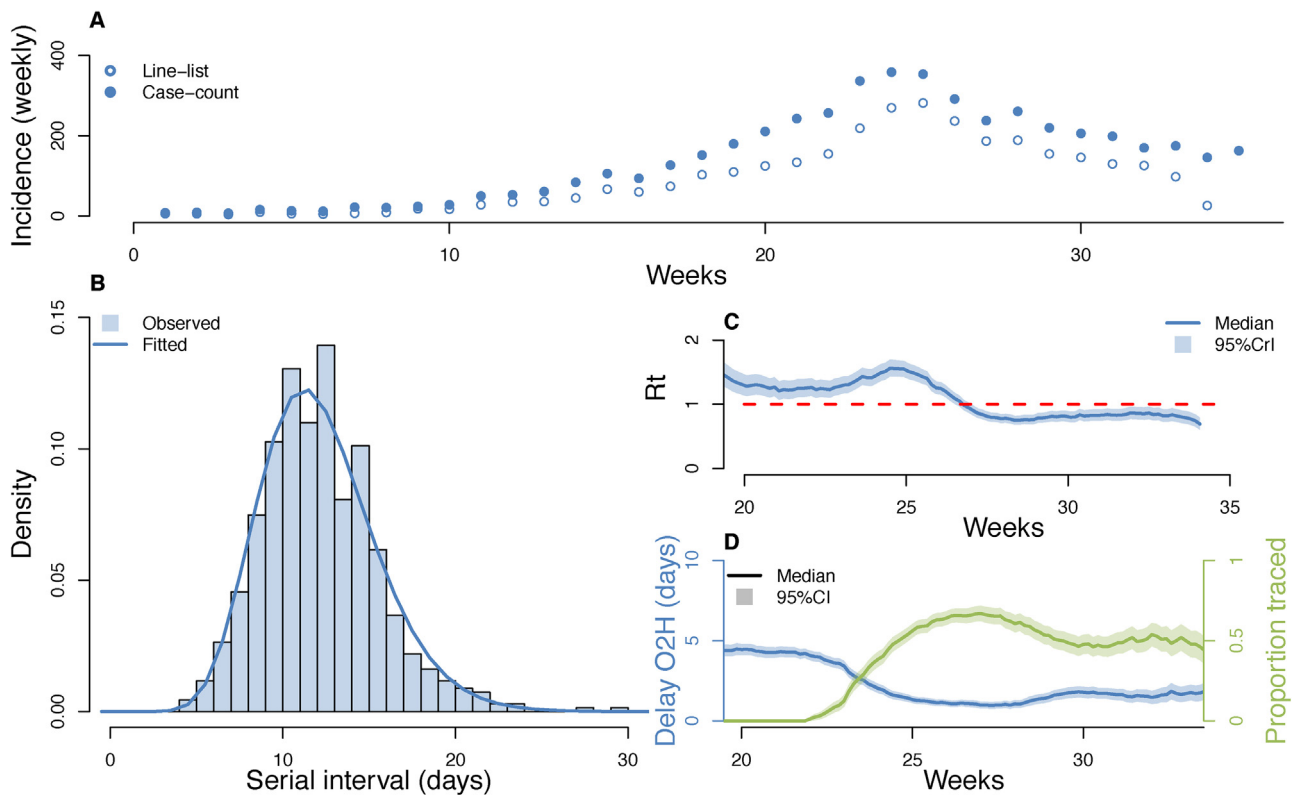 A
Incidence (weekly)
400
200
0
Line−list
Case−count
0 10 20 30
Weeks
B
Density
0.15
0.10
0.05
0.00
Observed
Fitted
0 10 20 30
Serial interval (days)
C
Rt
2
1
0
Median
95%CrI
20 25 30 35
Weeks
D
Delay O2H (days)
10
5
0
Median
95%CI
1
0.5
0
Proportion traced
20 25 30
Weeks